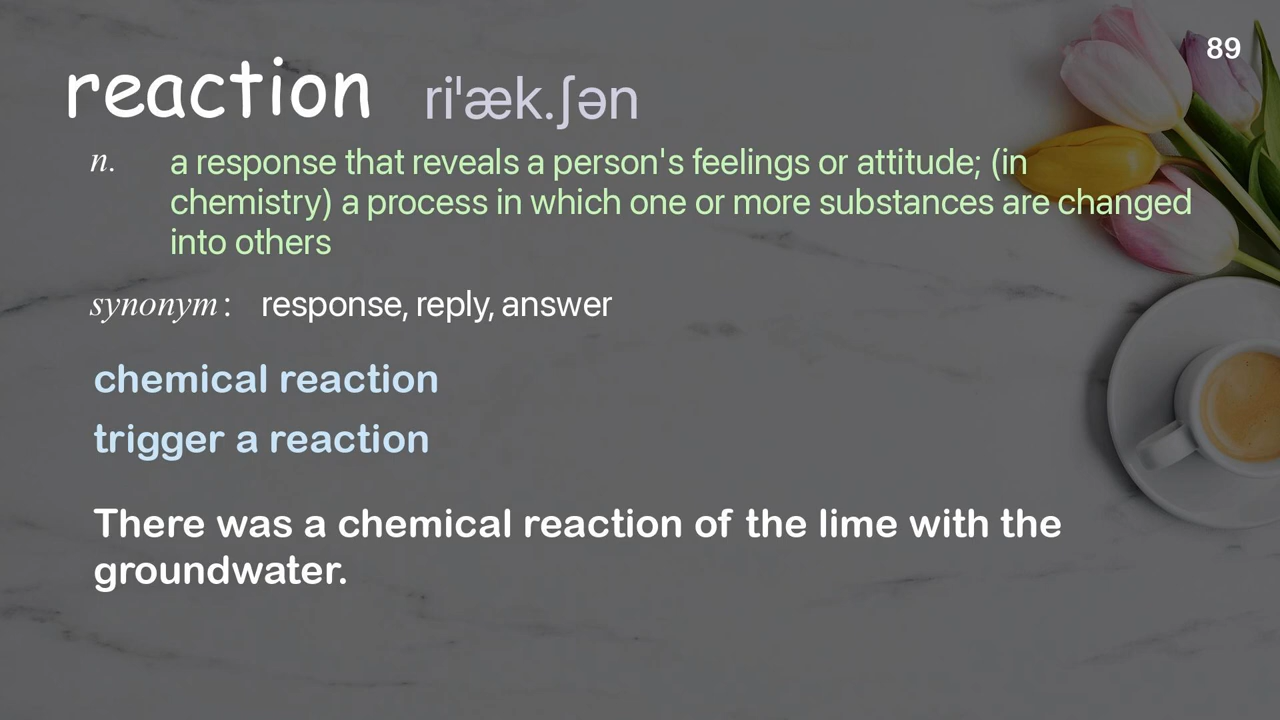 89
reaction ri'æk.ʃən
n. a response that reveals a person's feelings or attitude; (in
chemistry) a process in which one or more substances are changed
into others
synonym: response, reply, answer
chemical reaction
trigger a reaction
There was a chemical reaction of the lime with the
groundwater.